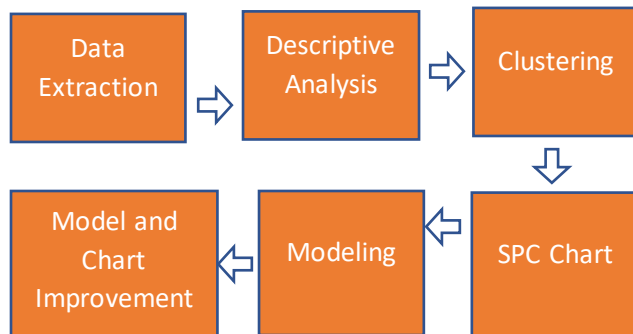 Data
Extraction
Descriptive
Analysis
Clustering
SPC Chart
Modeling
Model and
Chart
Improvement